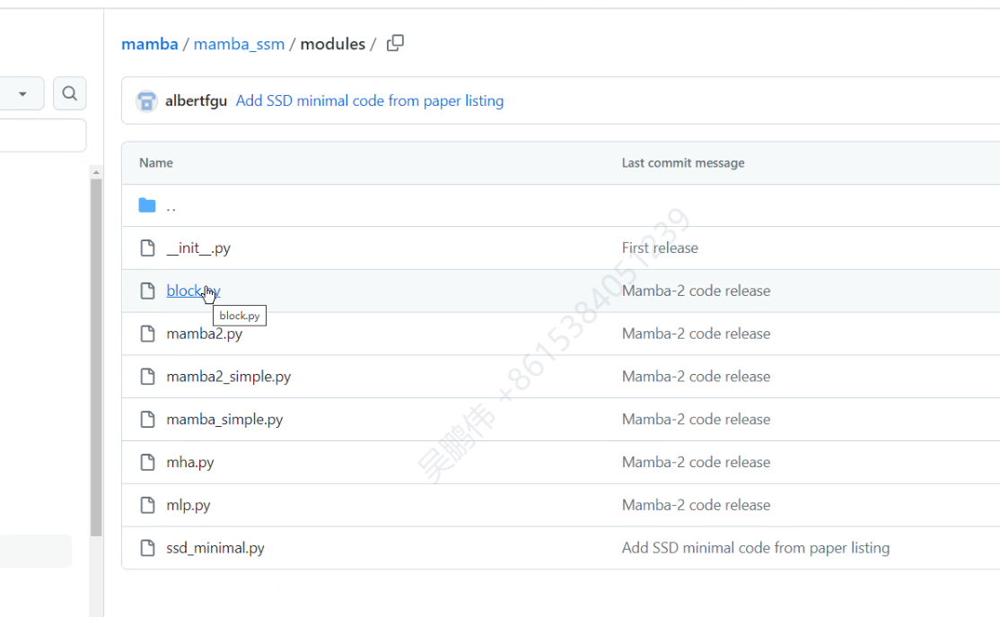 mamba / mamba_ssm / modules /
albertfgu Add SSD minimal code from paper listing
Name Last commit message
..
__init__.py First release
block.py Mamba-2 code release
block.py
mamba2.py Mamba-2 code release
mamba2_simple.py Mamba-2 code release
mamba_simple.py Mamba-2 code release
mha.py Mamba-2 code release
mlp.py Mamba-2 code release
ssd_minimal.py Add SSD minimal code from paper listing
吴鹏伟 +8615384051239